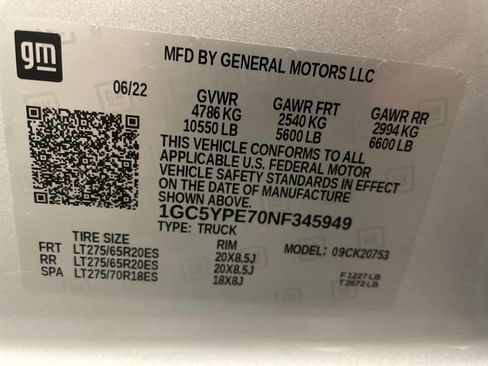 gm
MFD BY GENERAL MOTORS LLC
06/22 GVWR GAWR FRT GAWR RR
4786 KG 2540 KG 2994 KG
10550 LB 5600 LB 6600 LB
THIS VEHICLE CONFORMS TO ALL
APPLICABLE U.S. FEDERAL MOTOR
VEHICLE SAFETY STANDARDS IN EFFECT
ON THE DATE OF MANUFACTURE
SHOWN ABOVE.
1GC5YPE70NF345949
TYPE: TRUCK
TIRE SIZE RIM MODEL: 09CK20753
FRT LT275/65R20ES 20X8.5J
RR LT275/65R20ES 20X8.5J F1227 LB
SPA LT275/70R18ES 18X8J T2672 LB